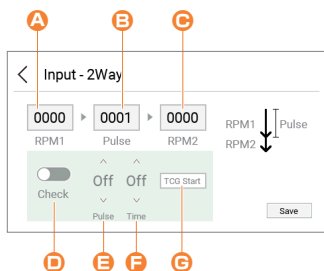 A B C
Input - 2Way
0000 0001 0000
RPM1 Pulse RPM2
RPM1 Pulse
RPM2
Off Off TCG Start
Check
Pulse Time
Save
D E F G